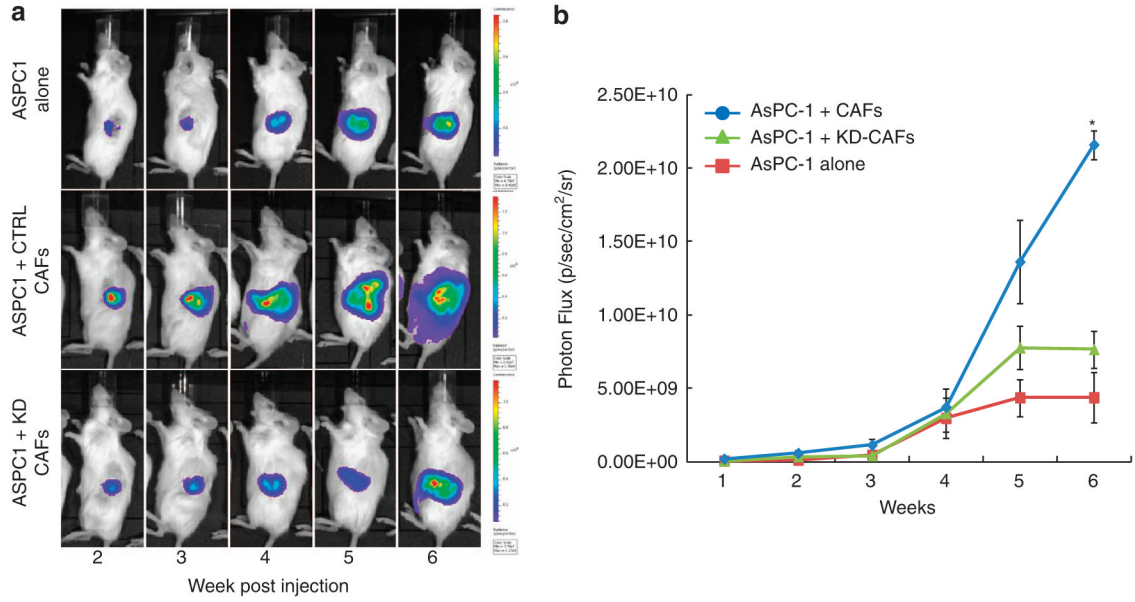 a
ASPC1
alone
ASPC1 + CTRL
CAFs
ASPC1 + KD
CAFs
2 3 4 5 6
Week post injection
b
2.50E+10
2.00E+10
1.50E+10
1.00E+10
5.00E+09
0.00E+00
Photon Flux (p/sec/cm²/sr)
AsPC-1 + CAFs
AsPC-1 + KD-CAFs
AsPC-1 alone
*
1 2 3 4 5 6
Weeks